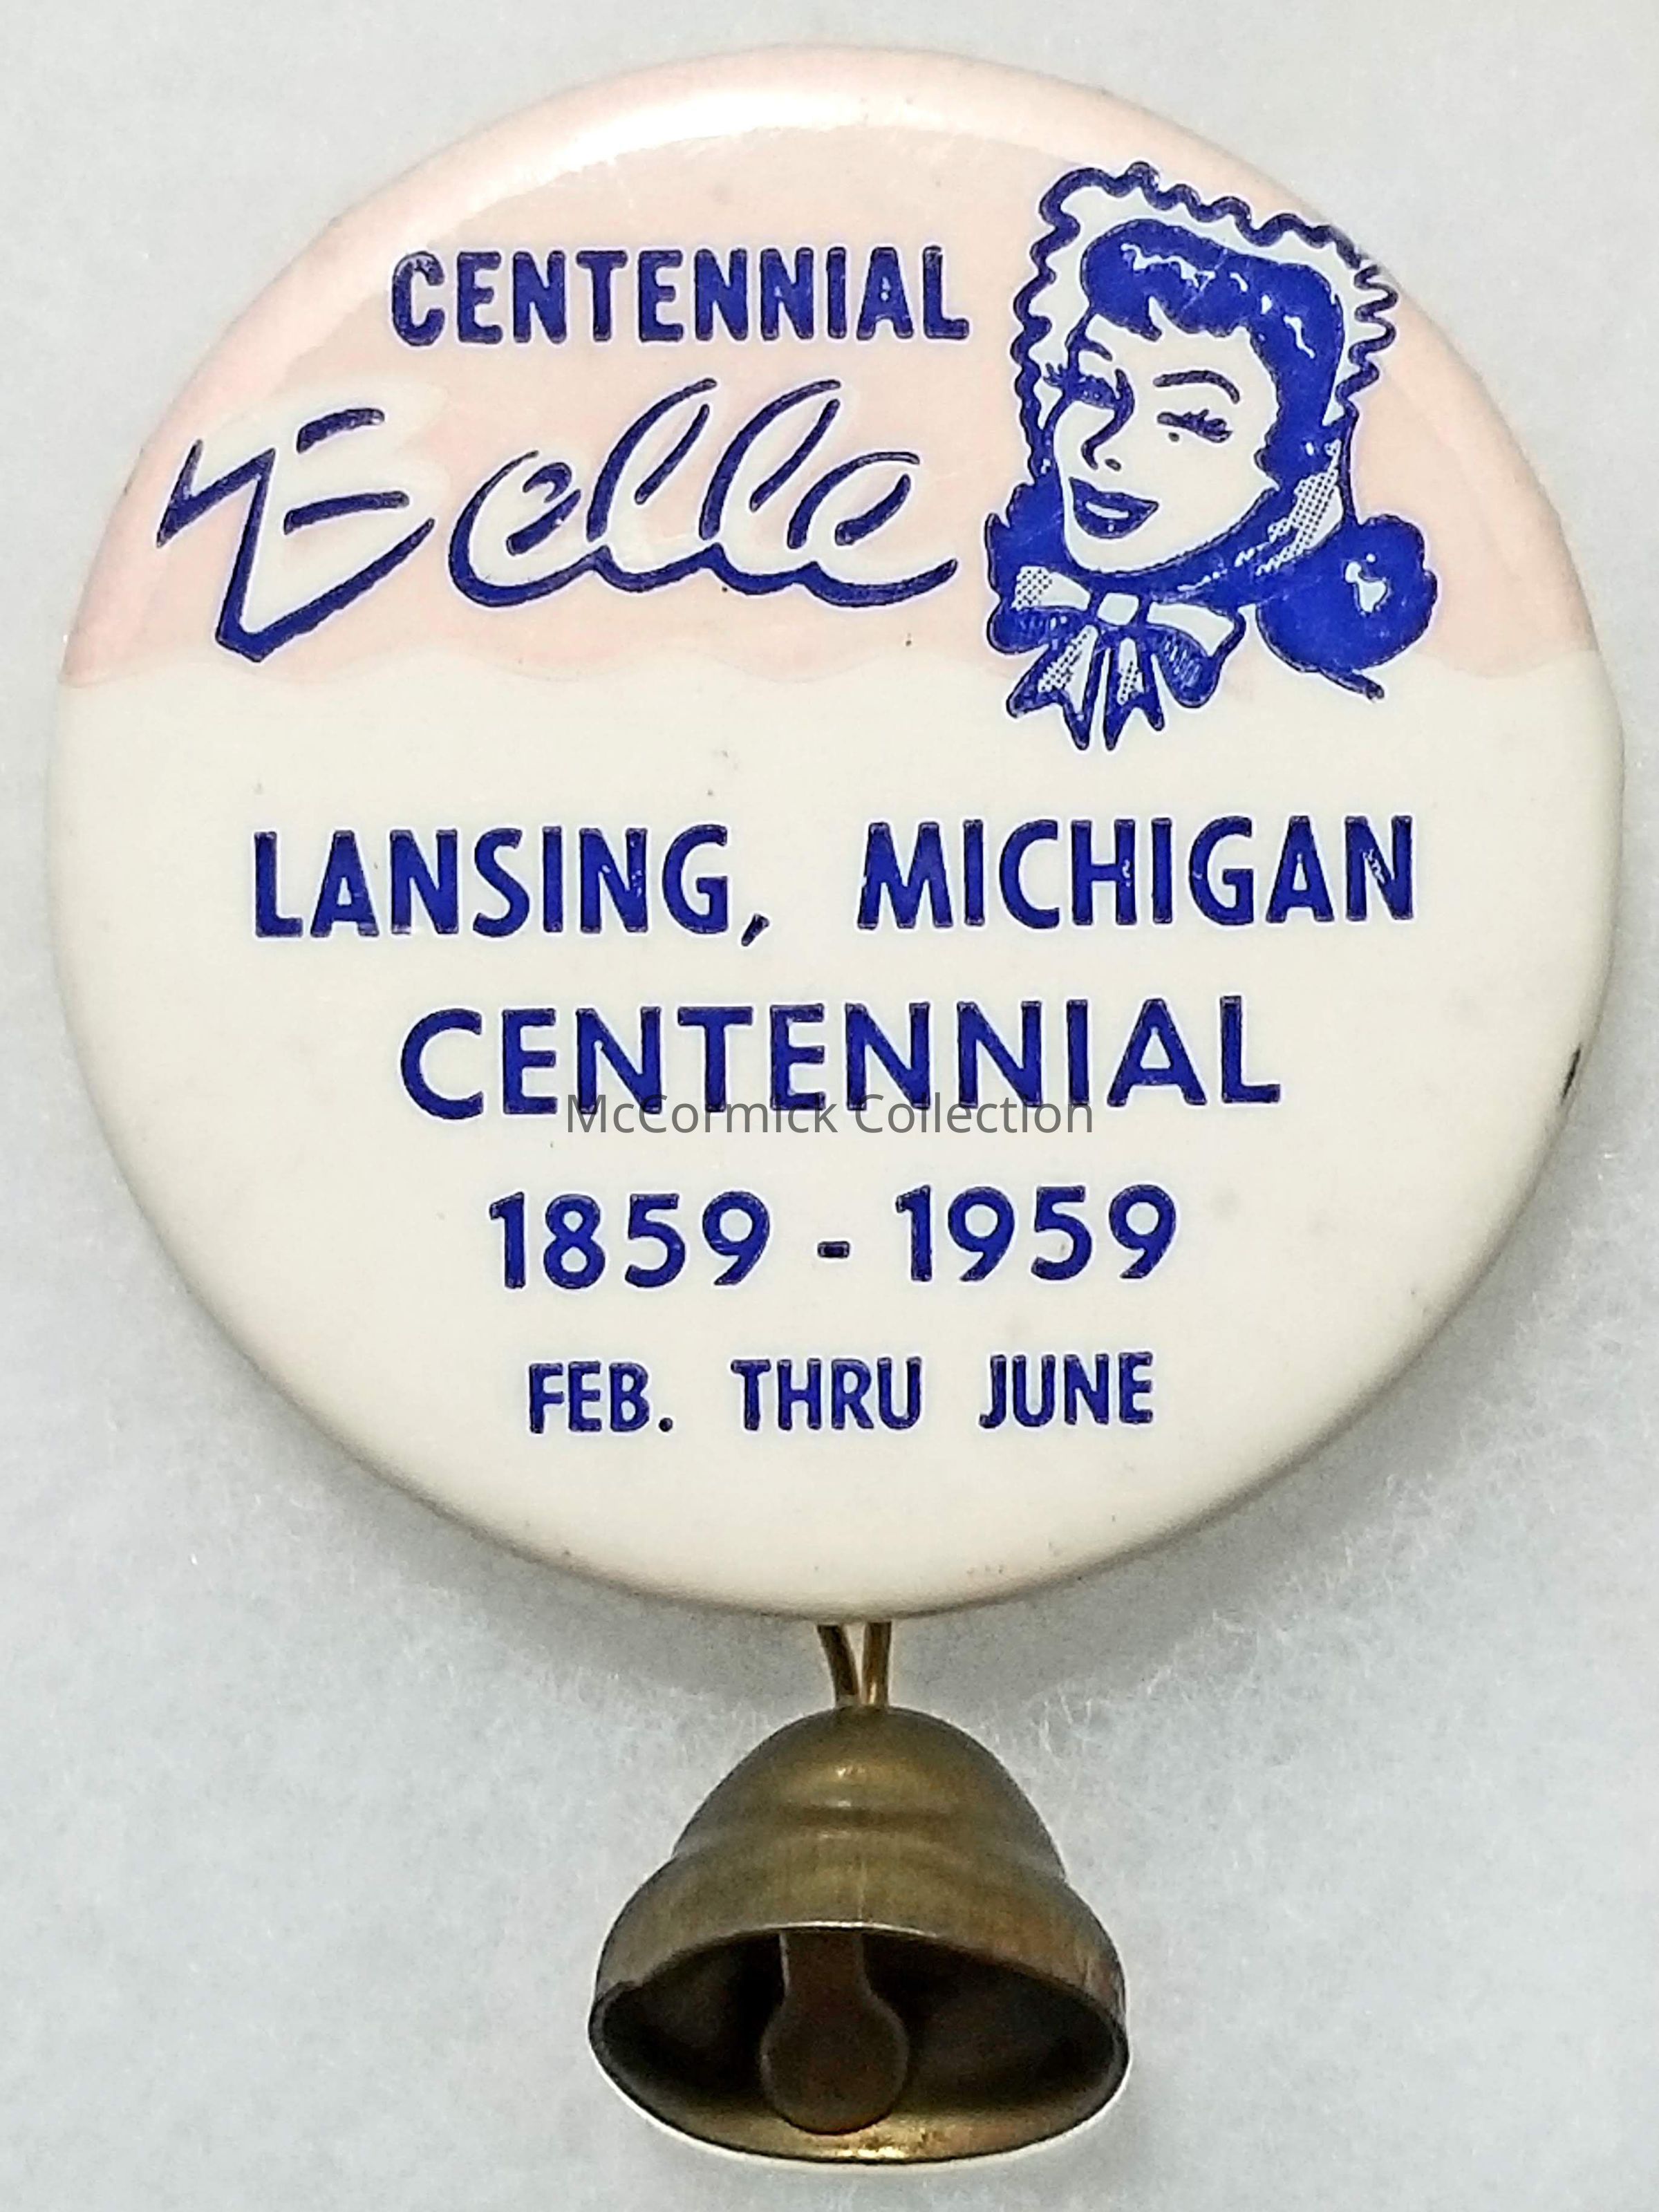 CENTENNIAL
Belle
LANSING, MICHIGAN
CENTENNIAL
McCormick Collection
1859 - 1959
FEB. THRU JUNE